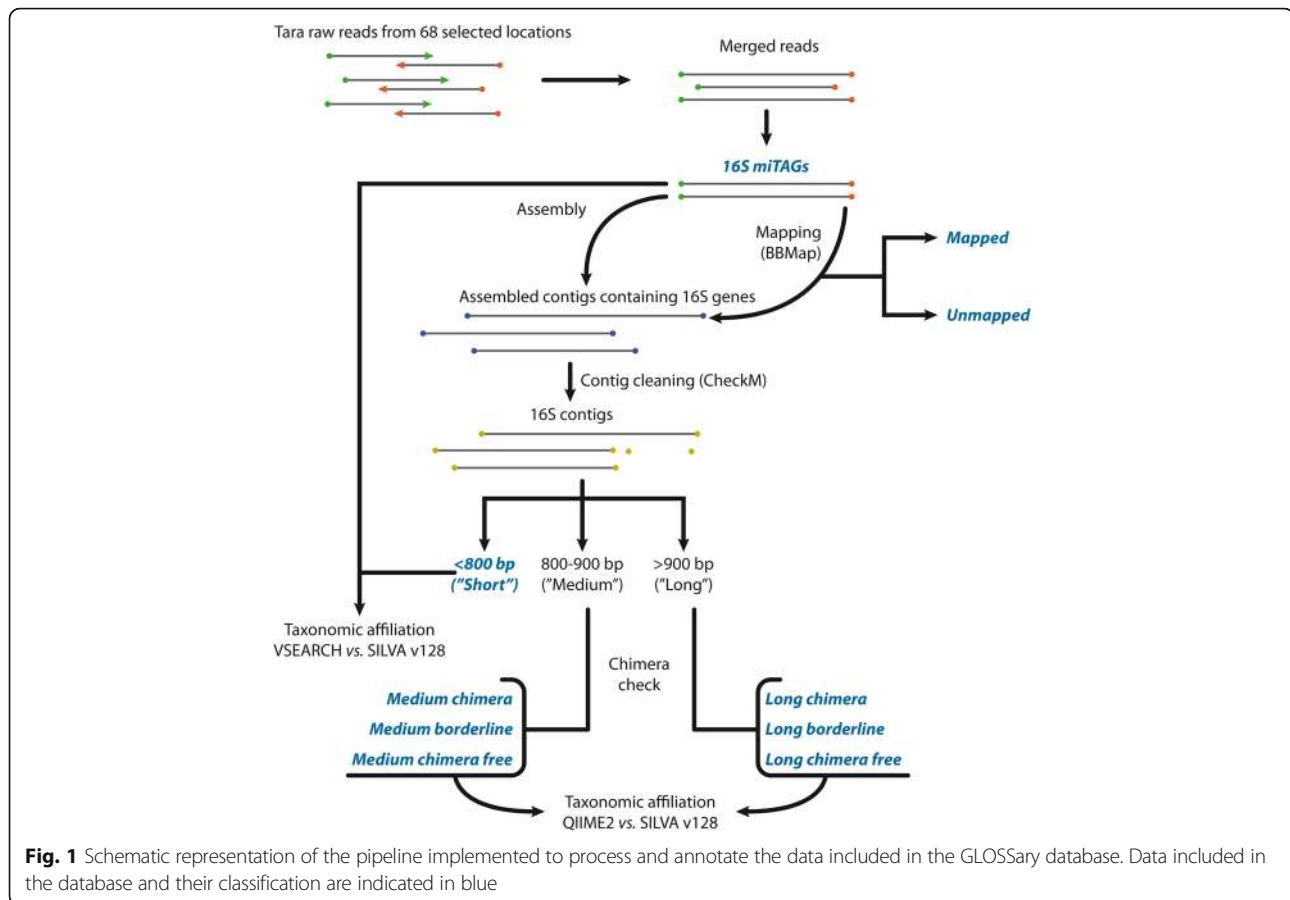 Tara raw reads from 68 selected locations
Merged reads
16S miTAGs
Assembly
Mapping
(BBMap)
Mapped
Unmapped
Assembled contigs containing 16S genes
Contig cleaning (CheckM)
16S contigs
<800 bp
("Short")
800-900 bp
("Medium")
>900 bp
("Long")
Taxonomic affiliation
VSEARCH vs. SILVA v128
Chimera
check
Medium chimera
Medium borderline
Medium chimera free
Long chimera
Long borderline
Long chimera free
Taxonomic affiliation
QIIME2 vs. SILVA v128
Fig. 1 Schematic representation of the pipeline implemented to process and annotate the data included in the GLOSSary database. Data included in
the database and their classification are indicated in blue